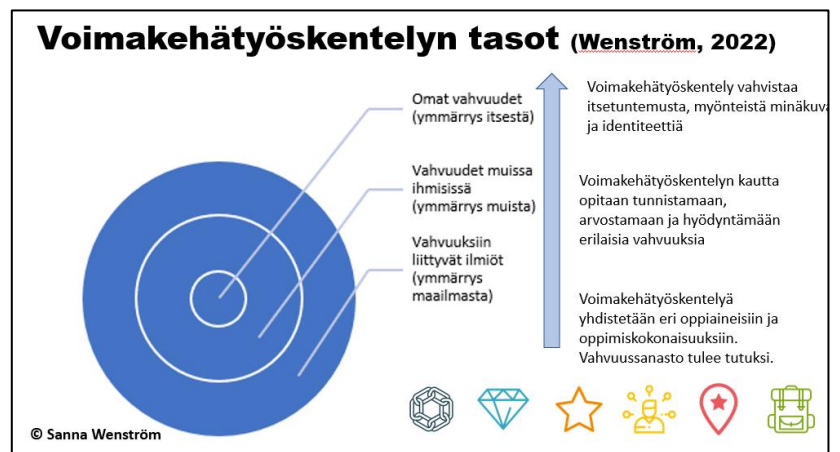 Voimakehätyöskentelyn tasot (Wenström, 2022)
Omat vahvuudet
(ymmärrys itsestä)
Vahvuudet muissa
ihmisissä
(ymmärrys muista)
Vahvuuksiin
liittyvät ilmiöt
(ymmärrys
maailmasta)
Voimakehätyöskentely vahvistaa
itsetuntemusta, myönteistä minäkuva
ja identiteettiä
Voimakehätyöskentelyn kautta
opitaan tunnistamaan,
arvostamaan ja hyödyntämään
erilaisia vahvuuksia
Voimakehätyöskentelyä
yhdistetään eri oppiaineisiin ja
oppimiskokonaisuuksiin.
Vahvuussanasto tulee tutuksi.
© Sanna Wenström